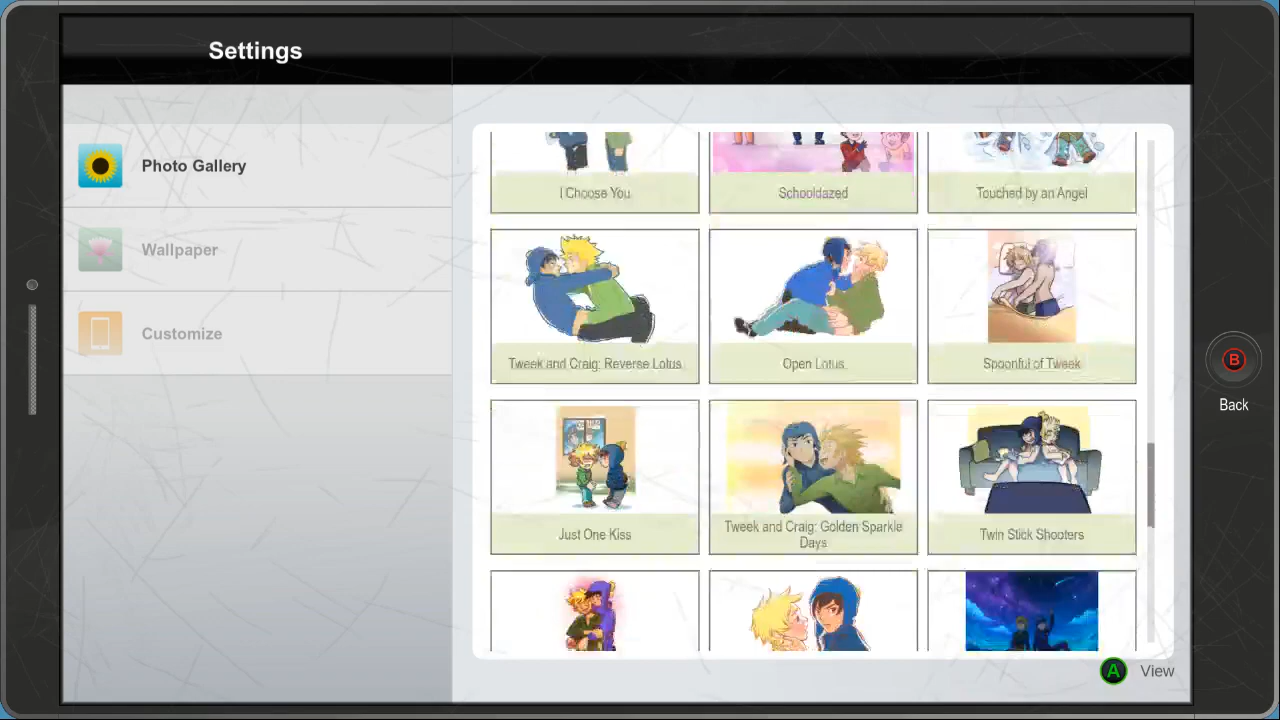 Settings
Photo Gallery
Wallpaper
Customize
I Choose You
Schooldazed
Touched by an Angel
Tweek and Craig: Reverse Lotus
Open Lotus
Spoonful of Tweek
Just One Kiss
Tweek and Craig: Golden Sparkle
Days
Twin Stick Shooters
B
Back
A View